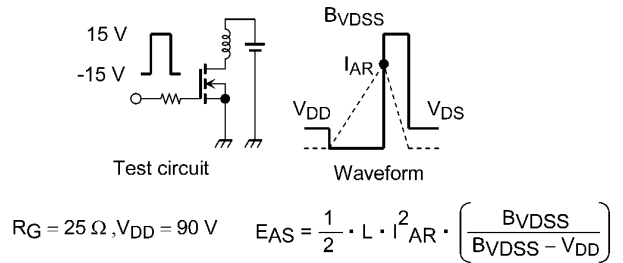 15 V
-15 V
Test circuit
BVDSS
IAR
VDD
VDS
Waveform
RG = 25 Ω ,VDD = 90 V
EAS = 1/2 · L · I²AR · (BVDSS / (BVDSS − VDD))